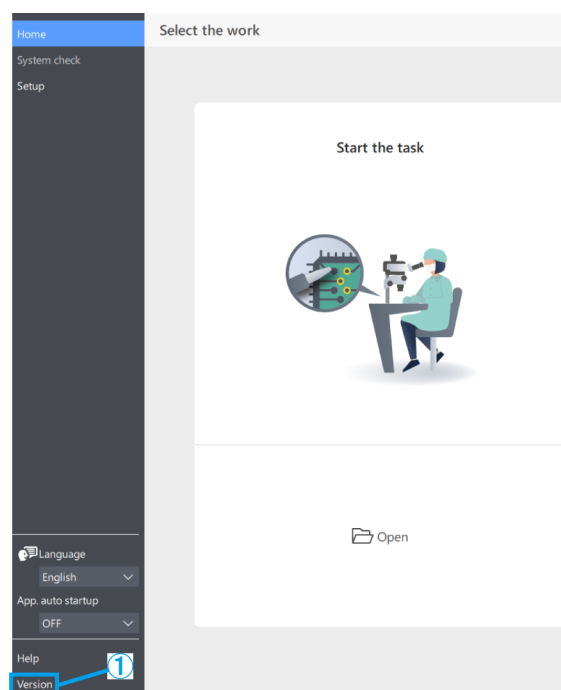 Home
Select the work
System check
Setup
Start the task
Open
Language
English
App. auto startup
OFF
Help
①
Version